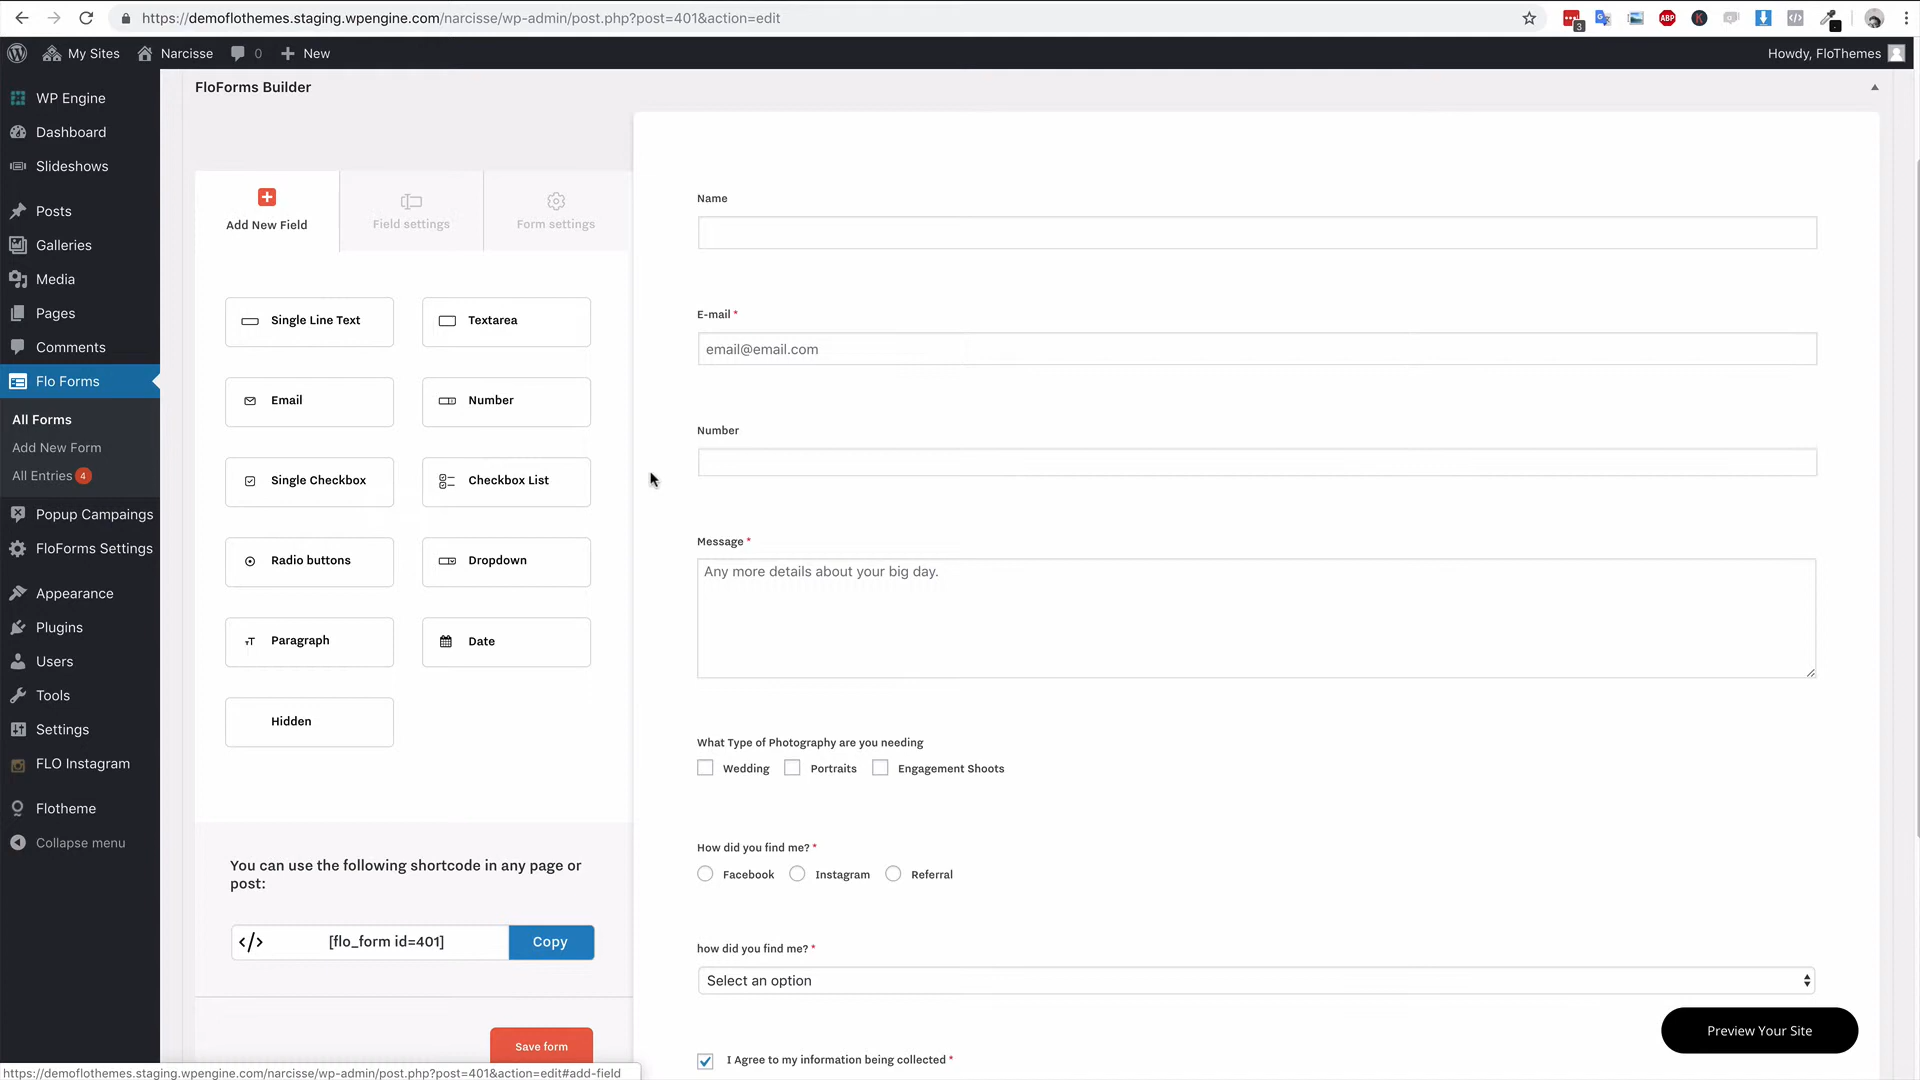 https://demoflothemes.staging.wpengine.com/narcisse/wp-admin/post.php?post=401&action=edit
3
ABP
K
My Sites
Narcisse
0
New
Howdy, FloThemes
WP Engine
Dashboard
Slideshows
Posts
Galleries
Media
Pages
Comments
Flo Forms
All Forms
Add New Form
All Entries 4
Popup Campaings
FloForms Settings
Appearance
Plugins
Users
Tools
Settings
FLO Instagram
Flotheme
Collapse menu
FloForms Builder
Add New Field
Field settings
Form settings
Single Line Text
Textarea
Email
Number
Single Checkbox
Checkbox List
Radio buttons
Dropdown
Paragraph
Date
Hidden
You can use the following shortcode in any page or
post:
</> [flo_form id=401] Copy
Save form
Name
E-mail *
email@email.com
Number
Message *
Any more details about your big day.
What Type of Photography are you needing
Wedding Portraits Engagement Shoots
How did you find me? *
Facebook Instagram Referral
how did you find me? *
Select an option
I Agree to my information being collected *
Preview Your Site
https://demoflothemes.staging.wpengine.com/narcisse/wp-admin/post.php?post=401&action=edit#add-field